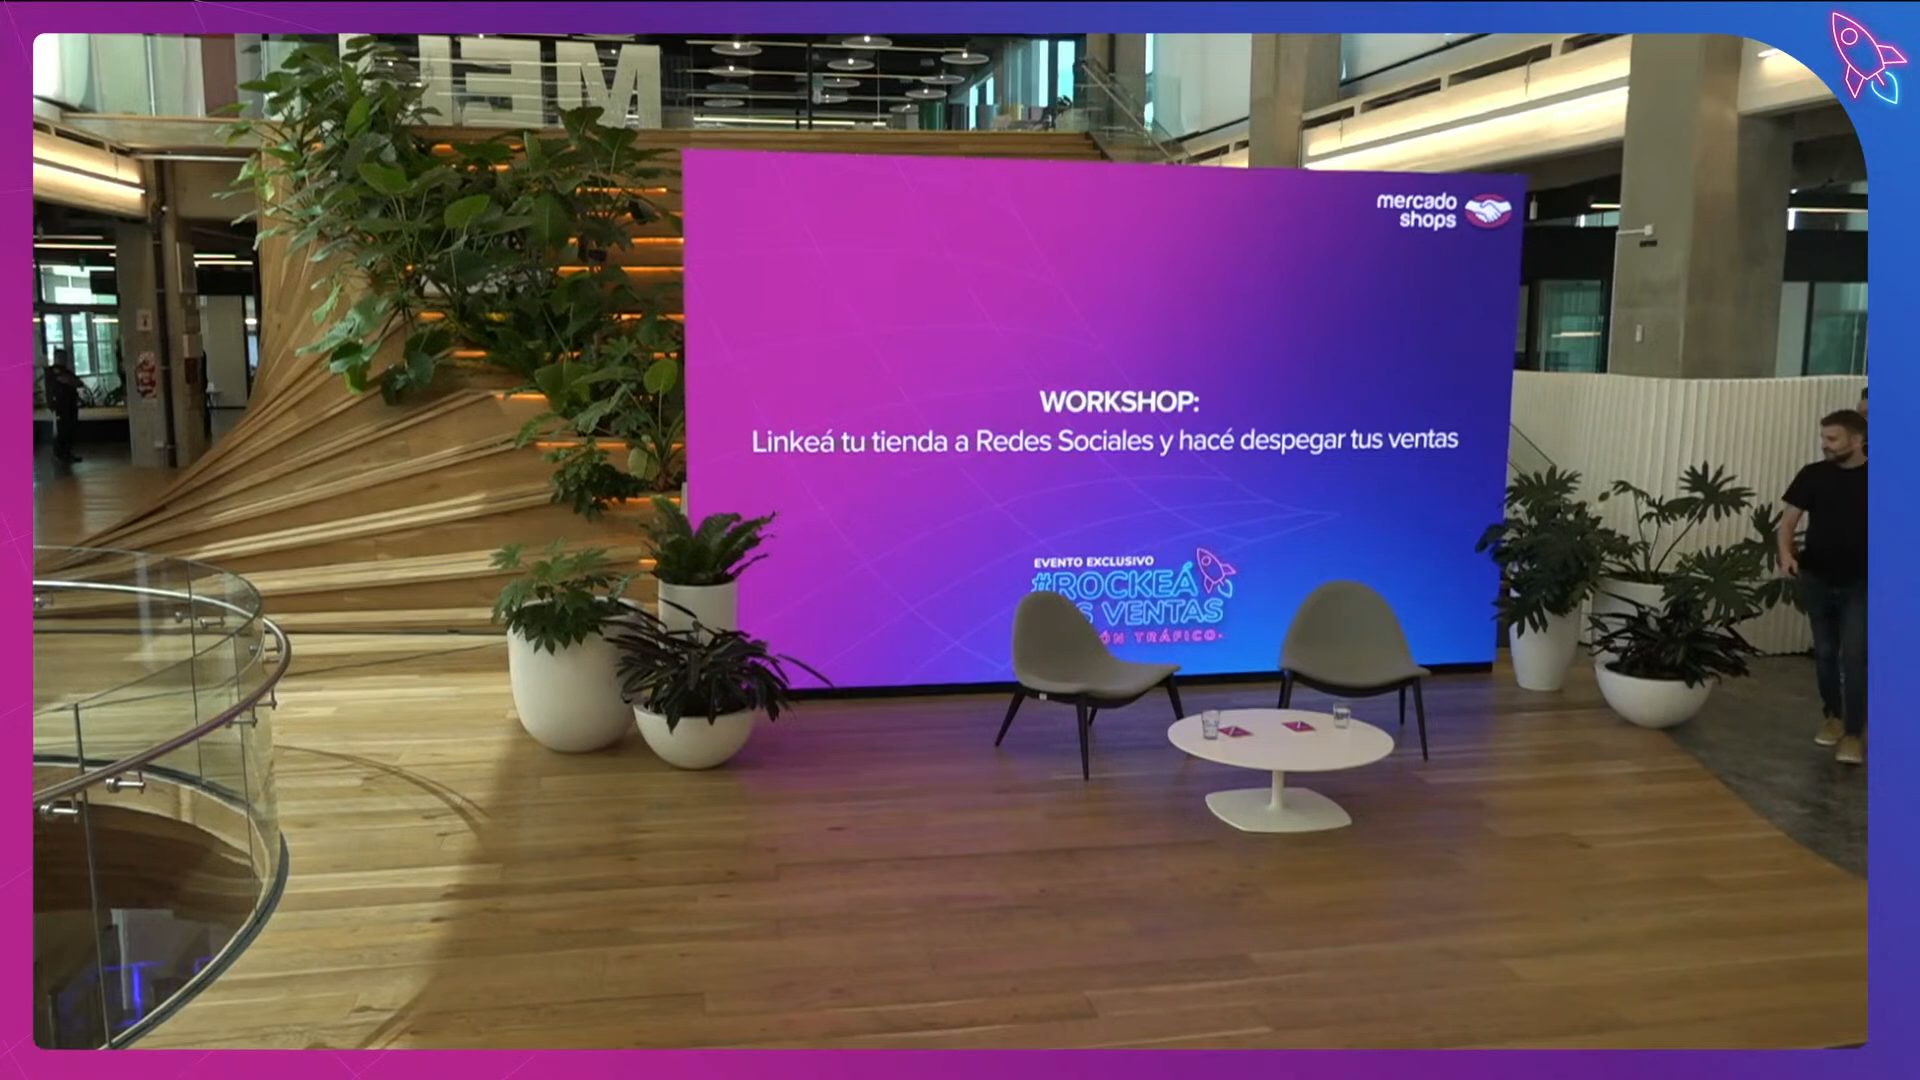 mercado
shops
WORKSHOP:
Linkeá tu tienda a Redes Sociales y hacé despegar tus ventas
EVENTO EXCLUSIVO
#ROCKEÁ
VENTAS
TRÁFICO